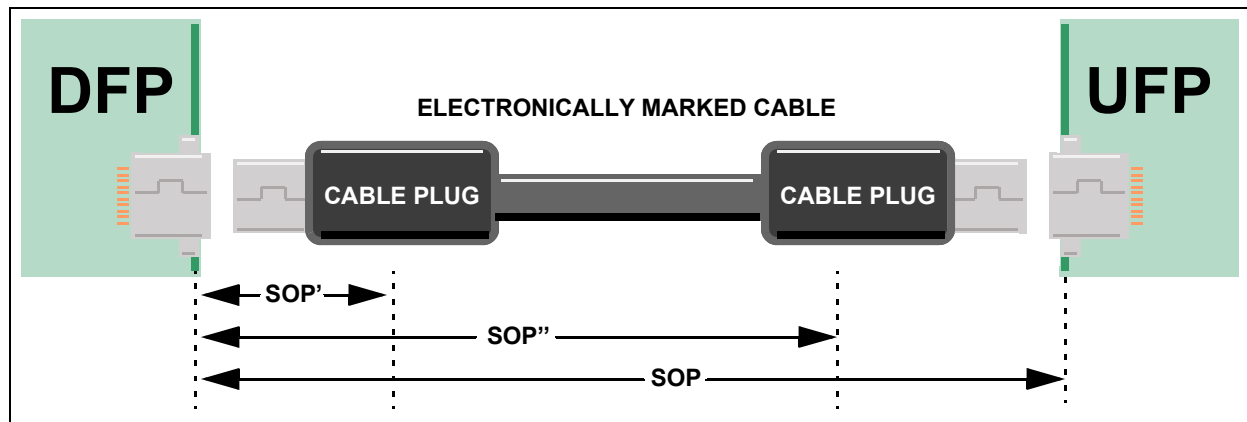 DFP
UFP
ELECTRONICALLY MARKED CABLE
CABLE PLUG
CABLE PLUG
SOP’
SOP’’
SOP